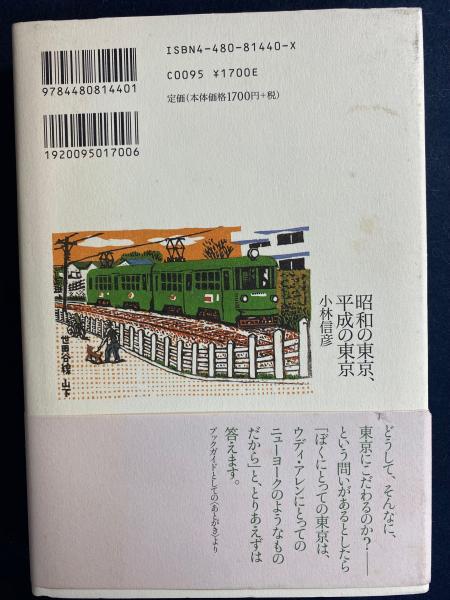 ISBN4-480-81440-X
C0095 ¥1700E
定価(本体価格1700円+税)
9784480814401
1920095017006
昭和の東京、
平成の東京
小林信彦
世田谷線・山下
どうして、そんなに、
東京にこだわるのか?——
という問いがあるとしたら
「ぼくにとっての東京は、
ウディ・アレンにとっての
ニューヨークのようなもの
だから」と、とりあえずは
答えます。
ブックガイドとしての〈あとがき〉より